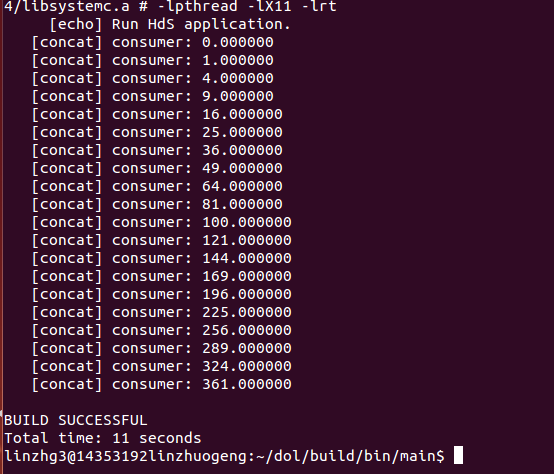 4/libsystemc.a # -lpthread -lX11 -lrt
[echo] Run HdS application.
[concat] consumer: 0.000000
[concat] consumer: 1.000000
[concat] consumer: 4.000000
[concat] consumer: 9.000000
[concat] consumer: 16.000000
[concat] consumer: 25.000000
[concat] consumer: 36.000000
[concat] consumer: 49.000000
[concat] consumer: 64.000000
[concat] consumer: 81.000000
[concat] consumer: 100.000000
[concat] consumer: 121.000000
[concat] consumer: 144.000000
[concat] consumer: 169.000000
[concat] consumer: 196.000000
[concat] consumer: 225.000000
[concat] consumer: 256.000000
[concat] consumer: 289.000000
[concat] consumer: 324.000000
[concat] consumer: 361.000000
BUILD SUCCESSFUL
Total time: 11 seconds
linzhg3@14353192linzhuogeng:~/dol/build/bin/main$